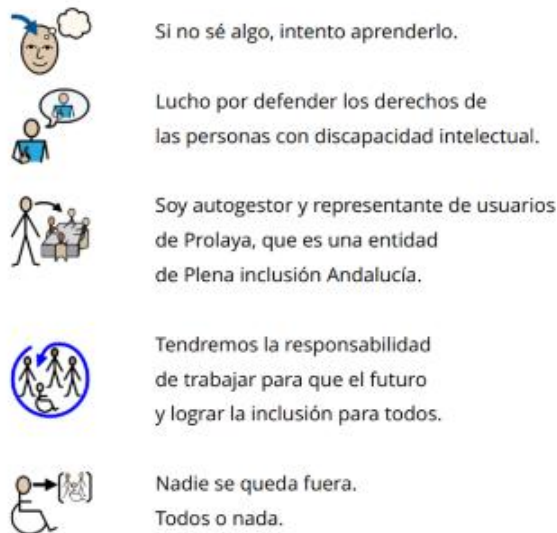 Si no sé algo, intento aprenderlo.
Lucho por defender los derechos de
las personas con discapacidad intelectual.
Soy autogestor y representante de usuarios
de Prolaya, que es una entidad
de Plena inclusión Andalucía.
Tendremos la responsabilidad
de trabajar para que el futuro
y lograr la inclusión para todos.
Nadie se queda fuera.
Todos o nada.